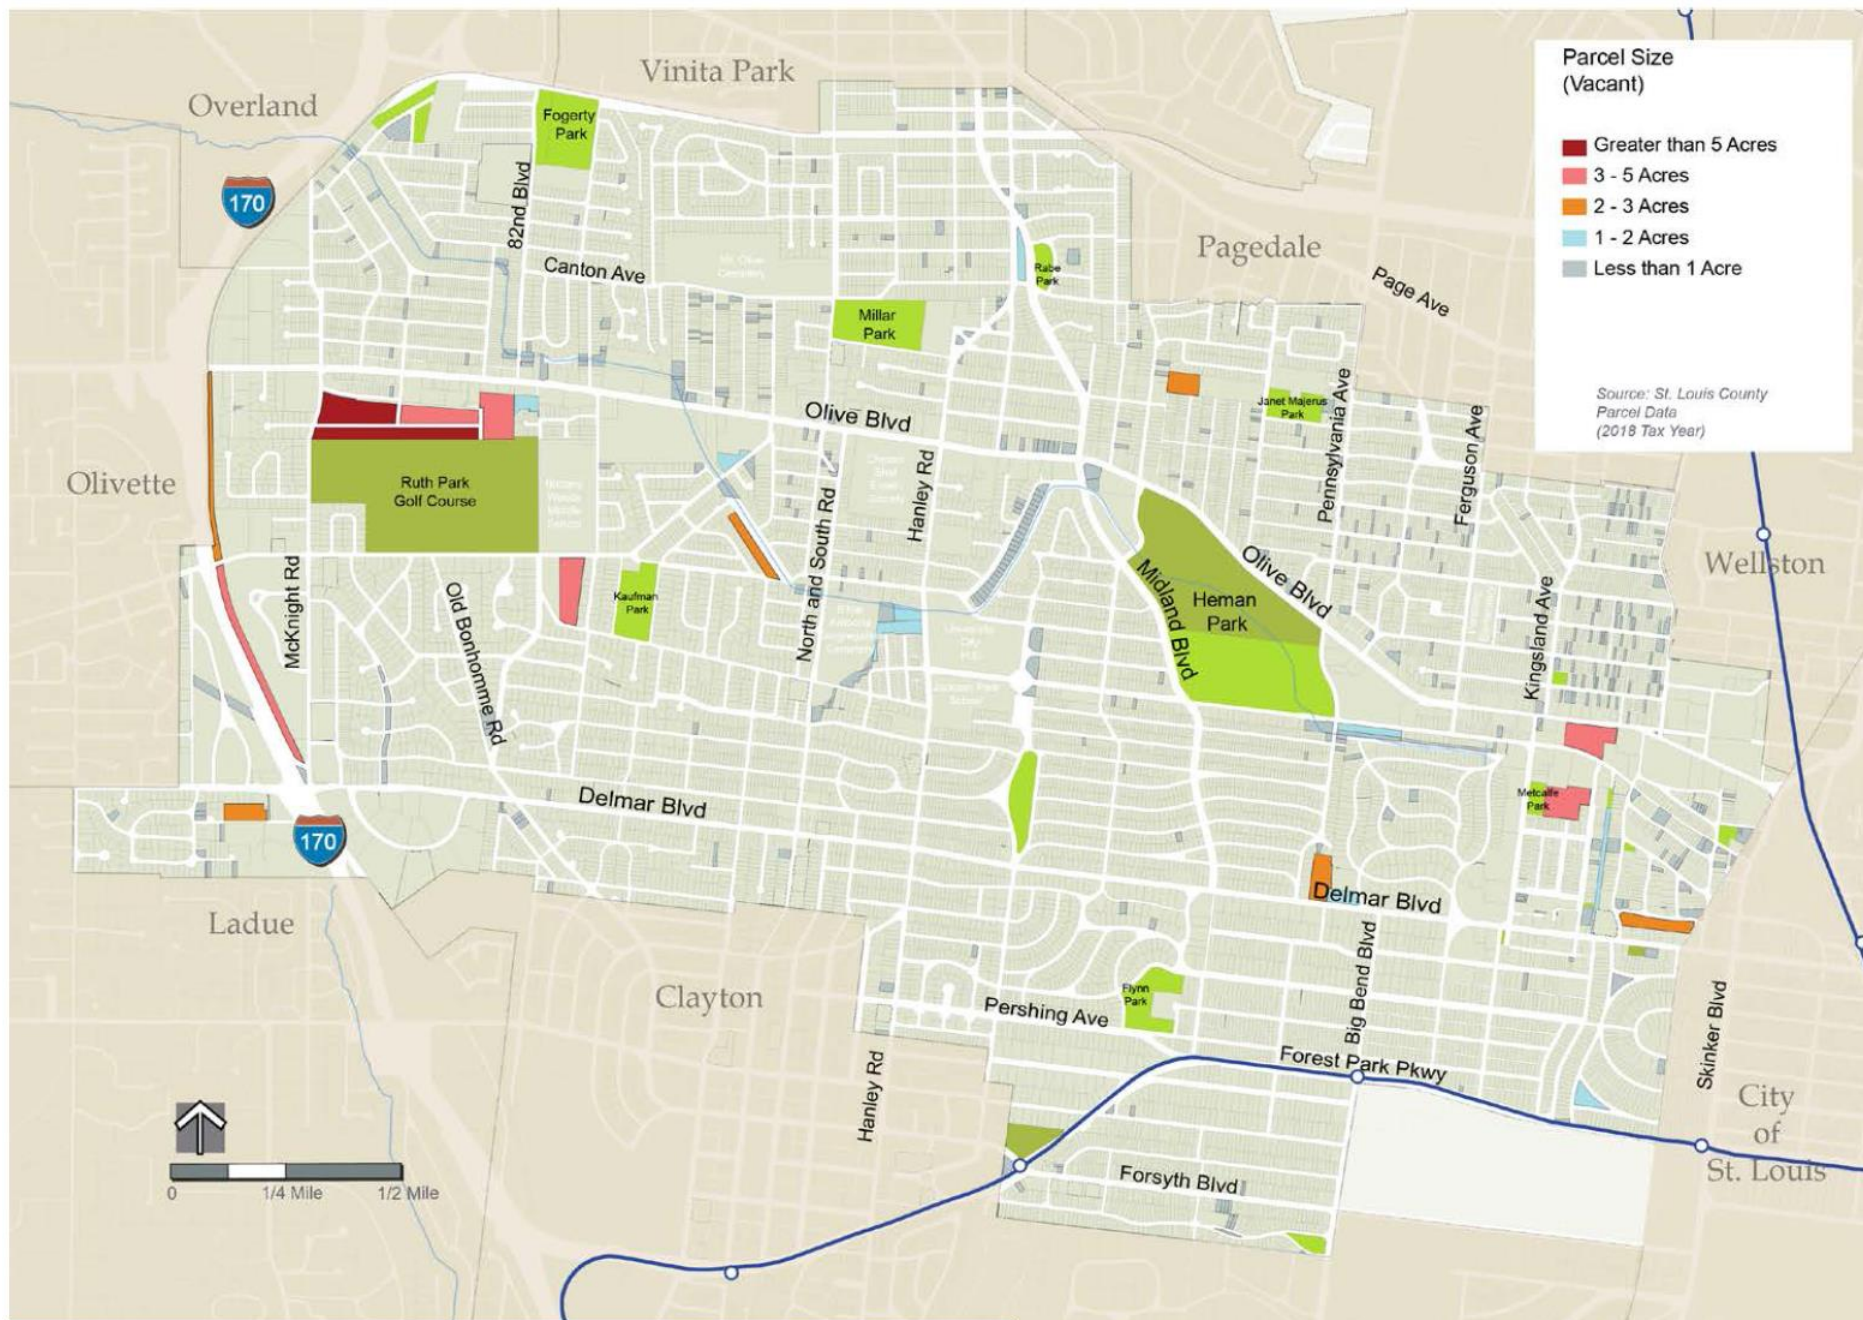 Vinita Park
Overland
Fogerty
Park
170
82nd Blvd
Canton Ave
Mt. Olive
Cemetery
Rabe
Park
Pagedale
Page Ave
Millar
Park
Parcel Size
(Vacant)
Greater than 5 Acres
3 - 5 Acres
2 - 3 Acres
1 - 2 Acres
Less than 1 Acre
Source: St. Louis County
Parcel Data
(2018 Tax Year)
Olive Blvd
Janet Majerus
Park
Pennsylvania Ave
Ferguson Ave
Olivette
Ruth Park
Golf Course
Hanley Rd
North and South Rd
McKnight Rd
Old Bonhomme Rd
Kaufman
Park
Midland Blvd
Heman
Park
Olive Blvd
Kingsland Ave
Wellston
Delmar Blvd
170
Metcalfe
Park
Delmar Blvd
Ladue
Clayton
Flynn
Park
Pershing Ave
Big Bend Blvd
Forest Park Pkwy
Skinker Blvd
Hanley Rd
Forsyth Blvd
City
of
St. Louis
0
1/4 Mile
1/2 Mile